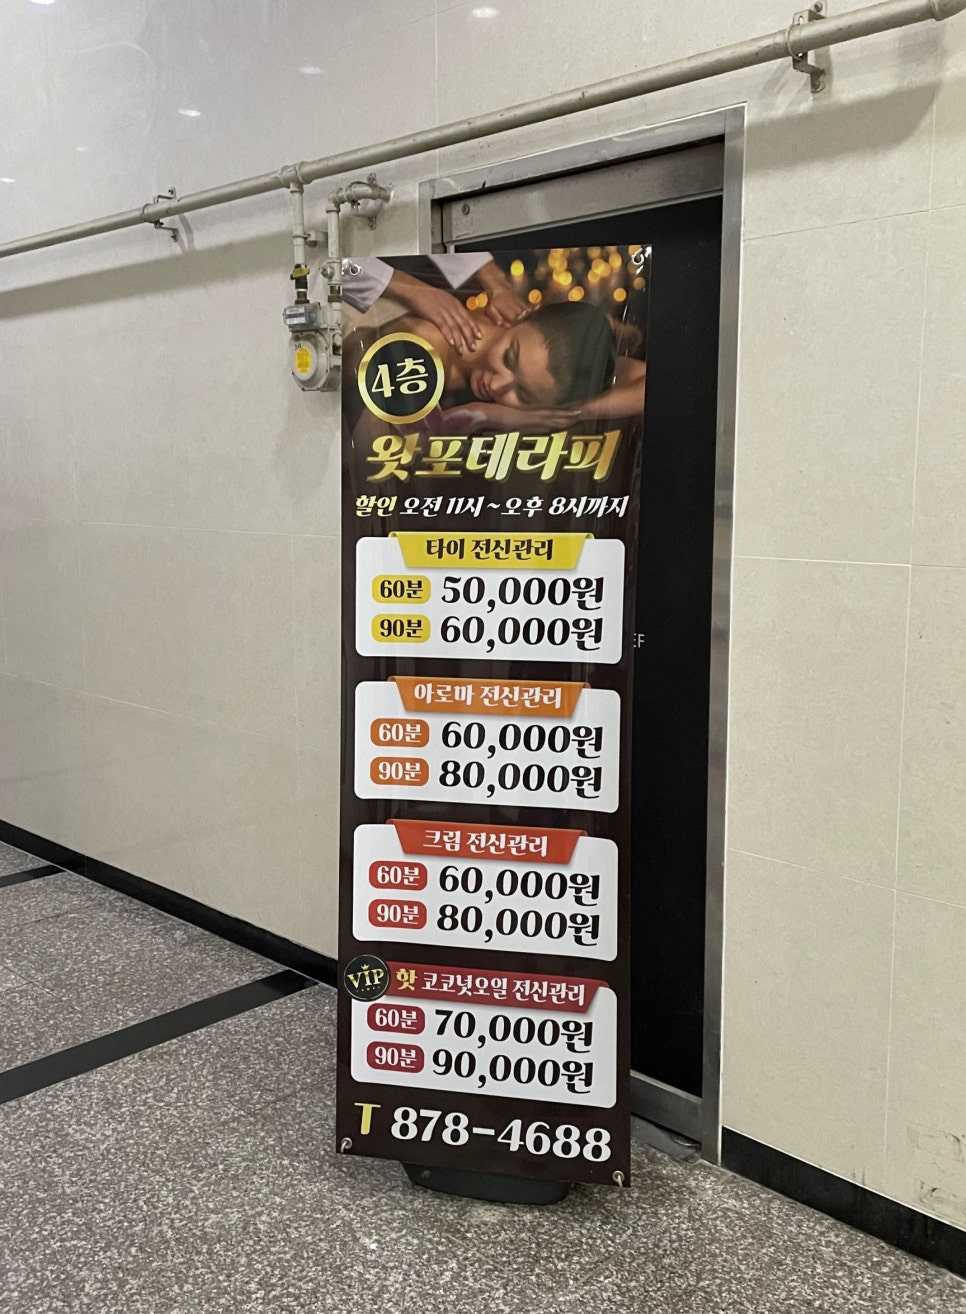 4층
왓포테라피
할인 오전 11시 ~ 오후 8시까지
타이 전신관리
60분 50,000원
90분 60,000원
아로마 전신관리
60분 60,000원
90분 80,000원
크림 전신관리
60분 60,000원
90분 80,000원
VIP 핫 코코넛오일 전신관리
60분 70,000원
90분 90,000원
T 878-4688
EF